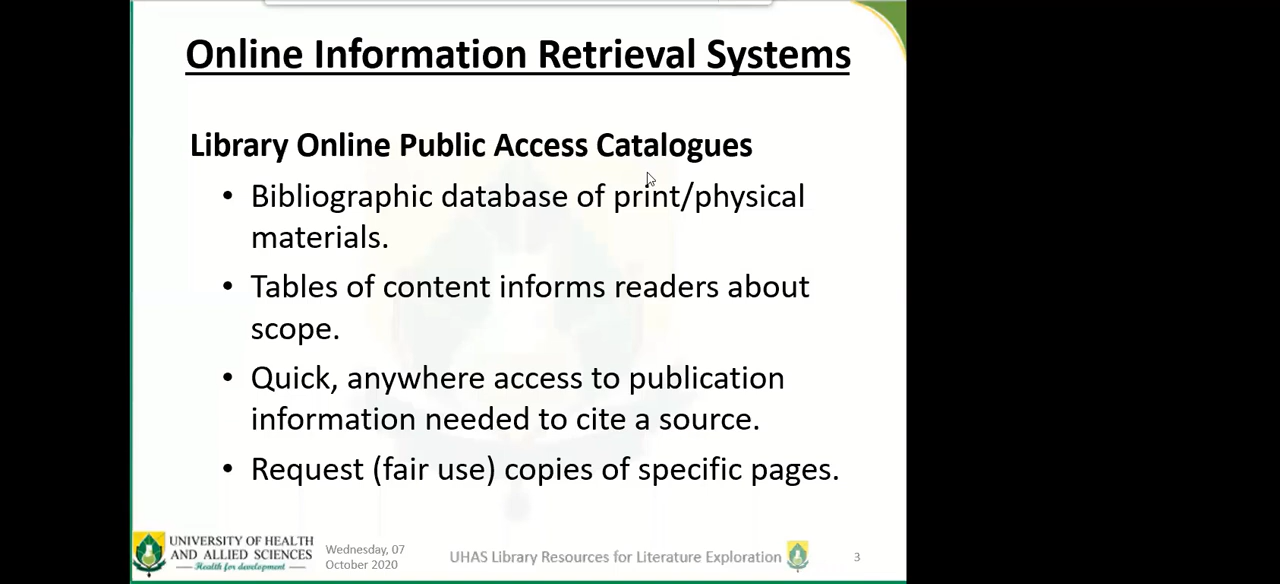 Online Information Retrieval Systems
Library Online Public Access Catalogues
• Bibliographic database of print/physical
materials.
• Tables of content informs readers about
scope.
• Quick, anywhere access to publication
information needed to cite a source.
• Request (fair use) copies of specific pages.
UNIVERSITY OF HEALTH
AND ALLIED SCIENCES
Health for development
Wednesday, 07
October 2020
UHAS Library Resources for Literature Exploration
3